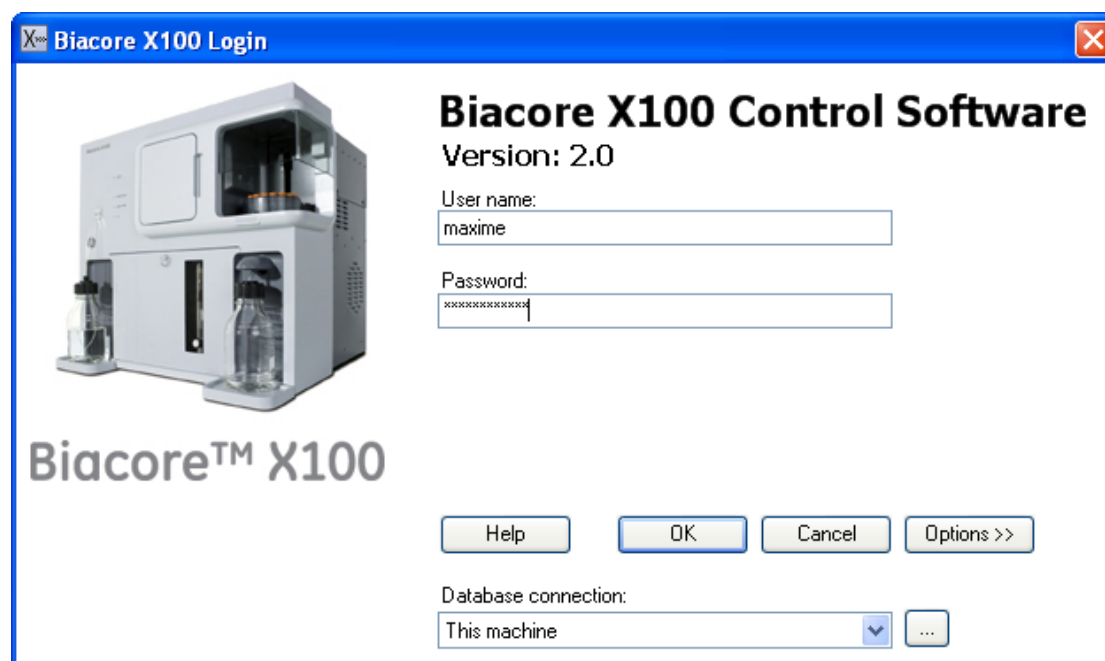 Biacore X100 Login
Biacore X100 Control Software
Version: 2.0
User name:
maxime
Password:
xxxxxxxxxxxx
Biacore™ X100
Help
OK
Cancel
Options >>
Database connection:
This machine
...